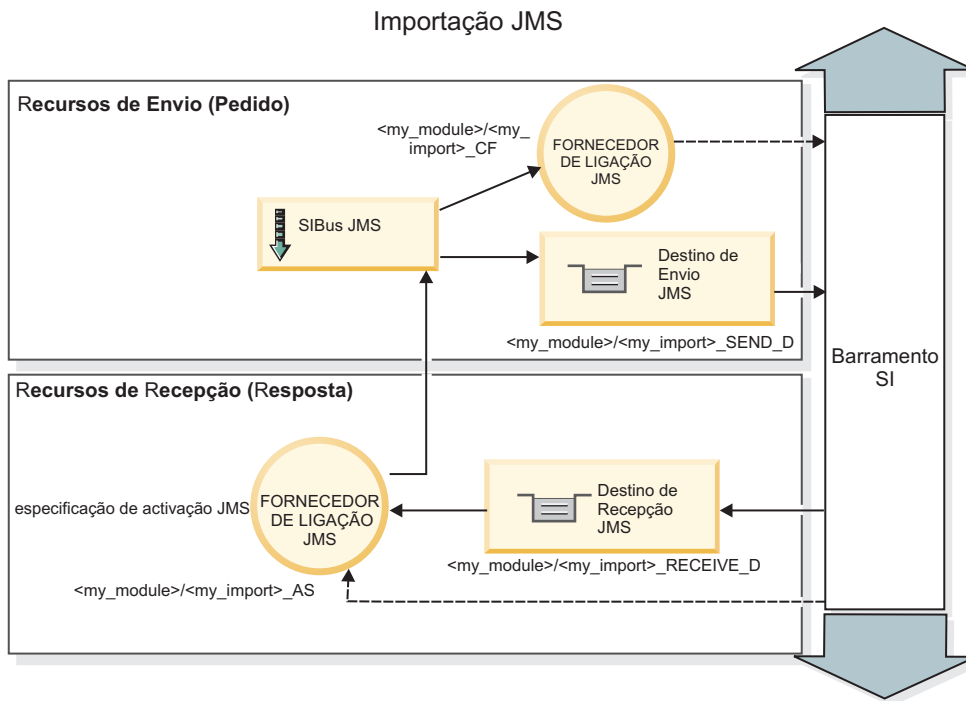 Importação JMS
Recursos de Envio (Pedido)
<my_module>/<my_
import>_CF
FORNECEDOR
DE LIGAÇÃO
JMS
SIBus JMS
Destino de
Envio
JMS
<my_module>/<my_import>_SEND_D
Barramento
SI
Recursos de Recepção (Resposta)
especificação de activação JMS
FORNECEDOR
DE LIGAÇÃO
JMS
Destino de
Recepção
JMS
<my_module>/<my_import>_RECEIVE_D
<my_module>/<my_import>_AS